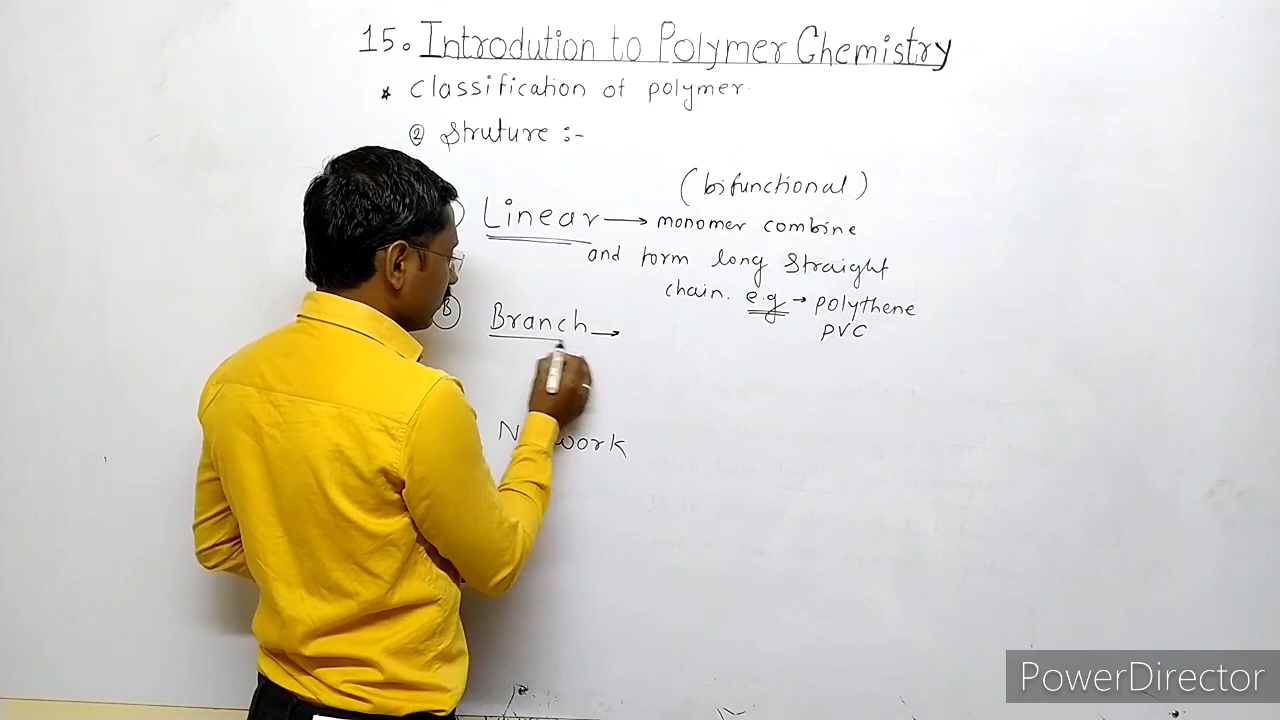 15. Introdution to Polymer Chemistry
* Classification of polymer.
② Struture :-
(bifunctional)
Linear → monomer combine
and form long straight
chain. e.g → polythene
PVC
Ⓑ Branch →
PowerDirector